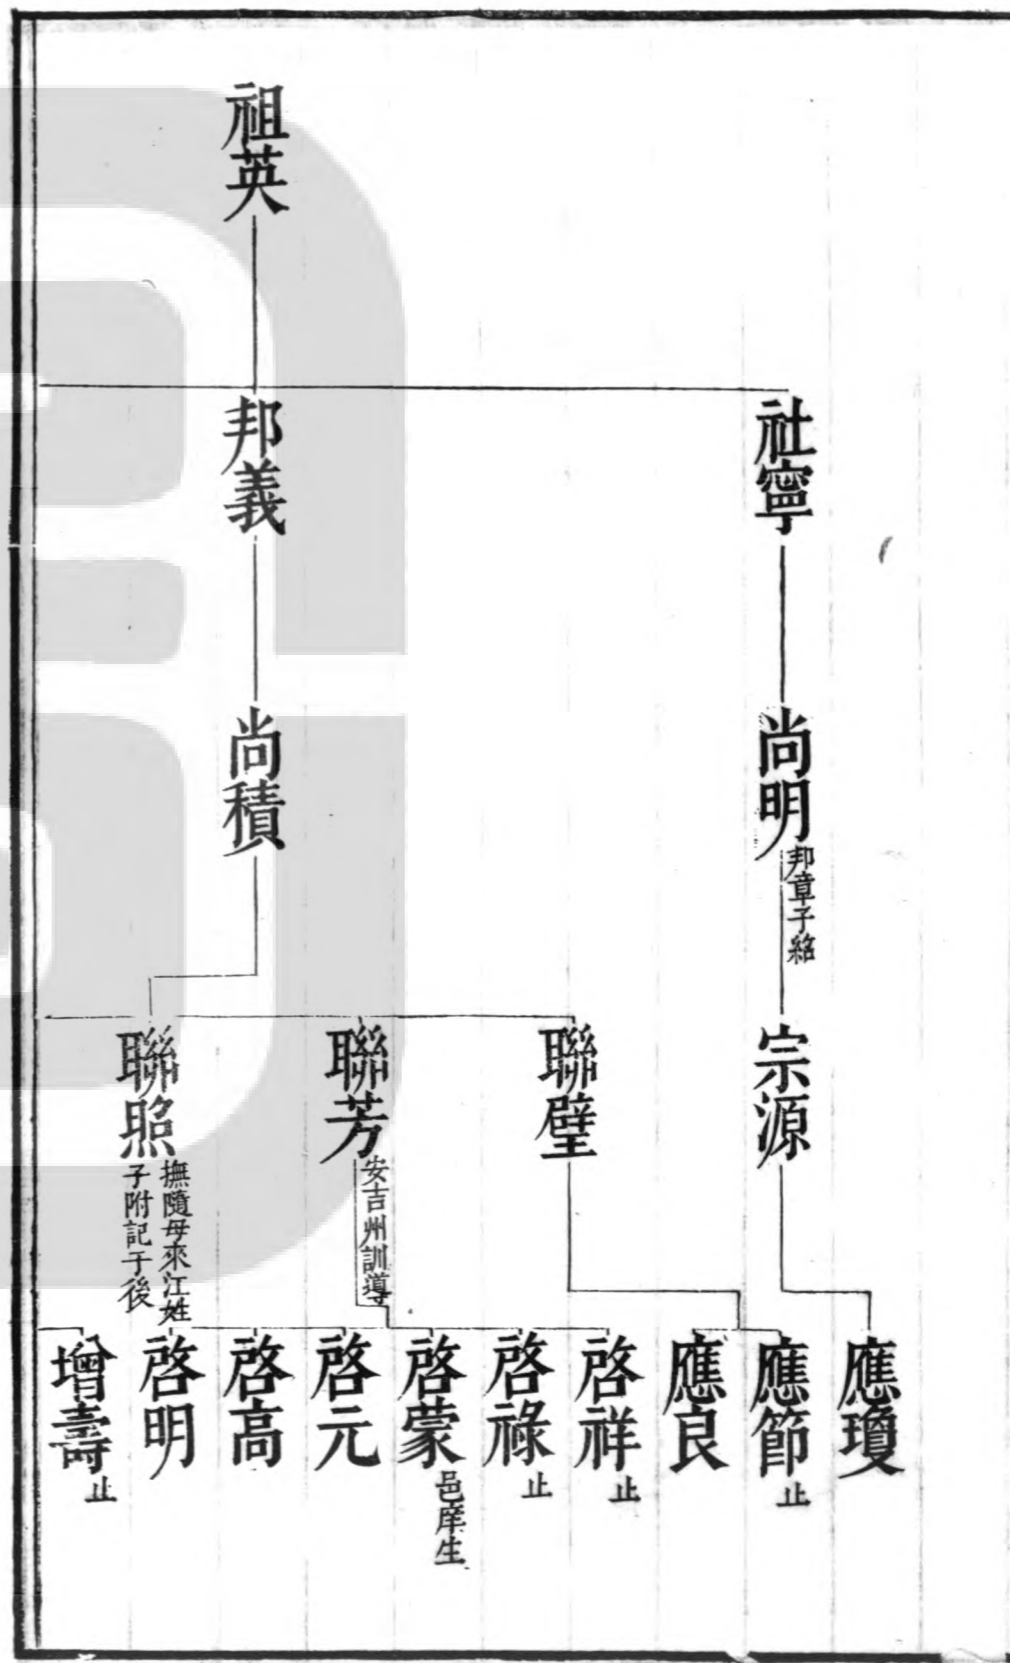 祖英
社寧
邦義
尚明
邦章子紹
尚積
宗源
聯璧
聯芳
安吉州訓導
聯照
撫隨母來江姓
子附記于後
應瓊
應節
止
應良
啓祥
止
啓祿
止
啓蒙
邑庠生
啓元
啓高
啓明
增壽
止